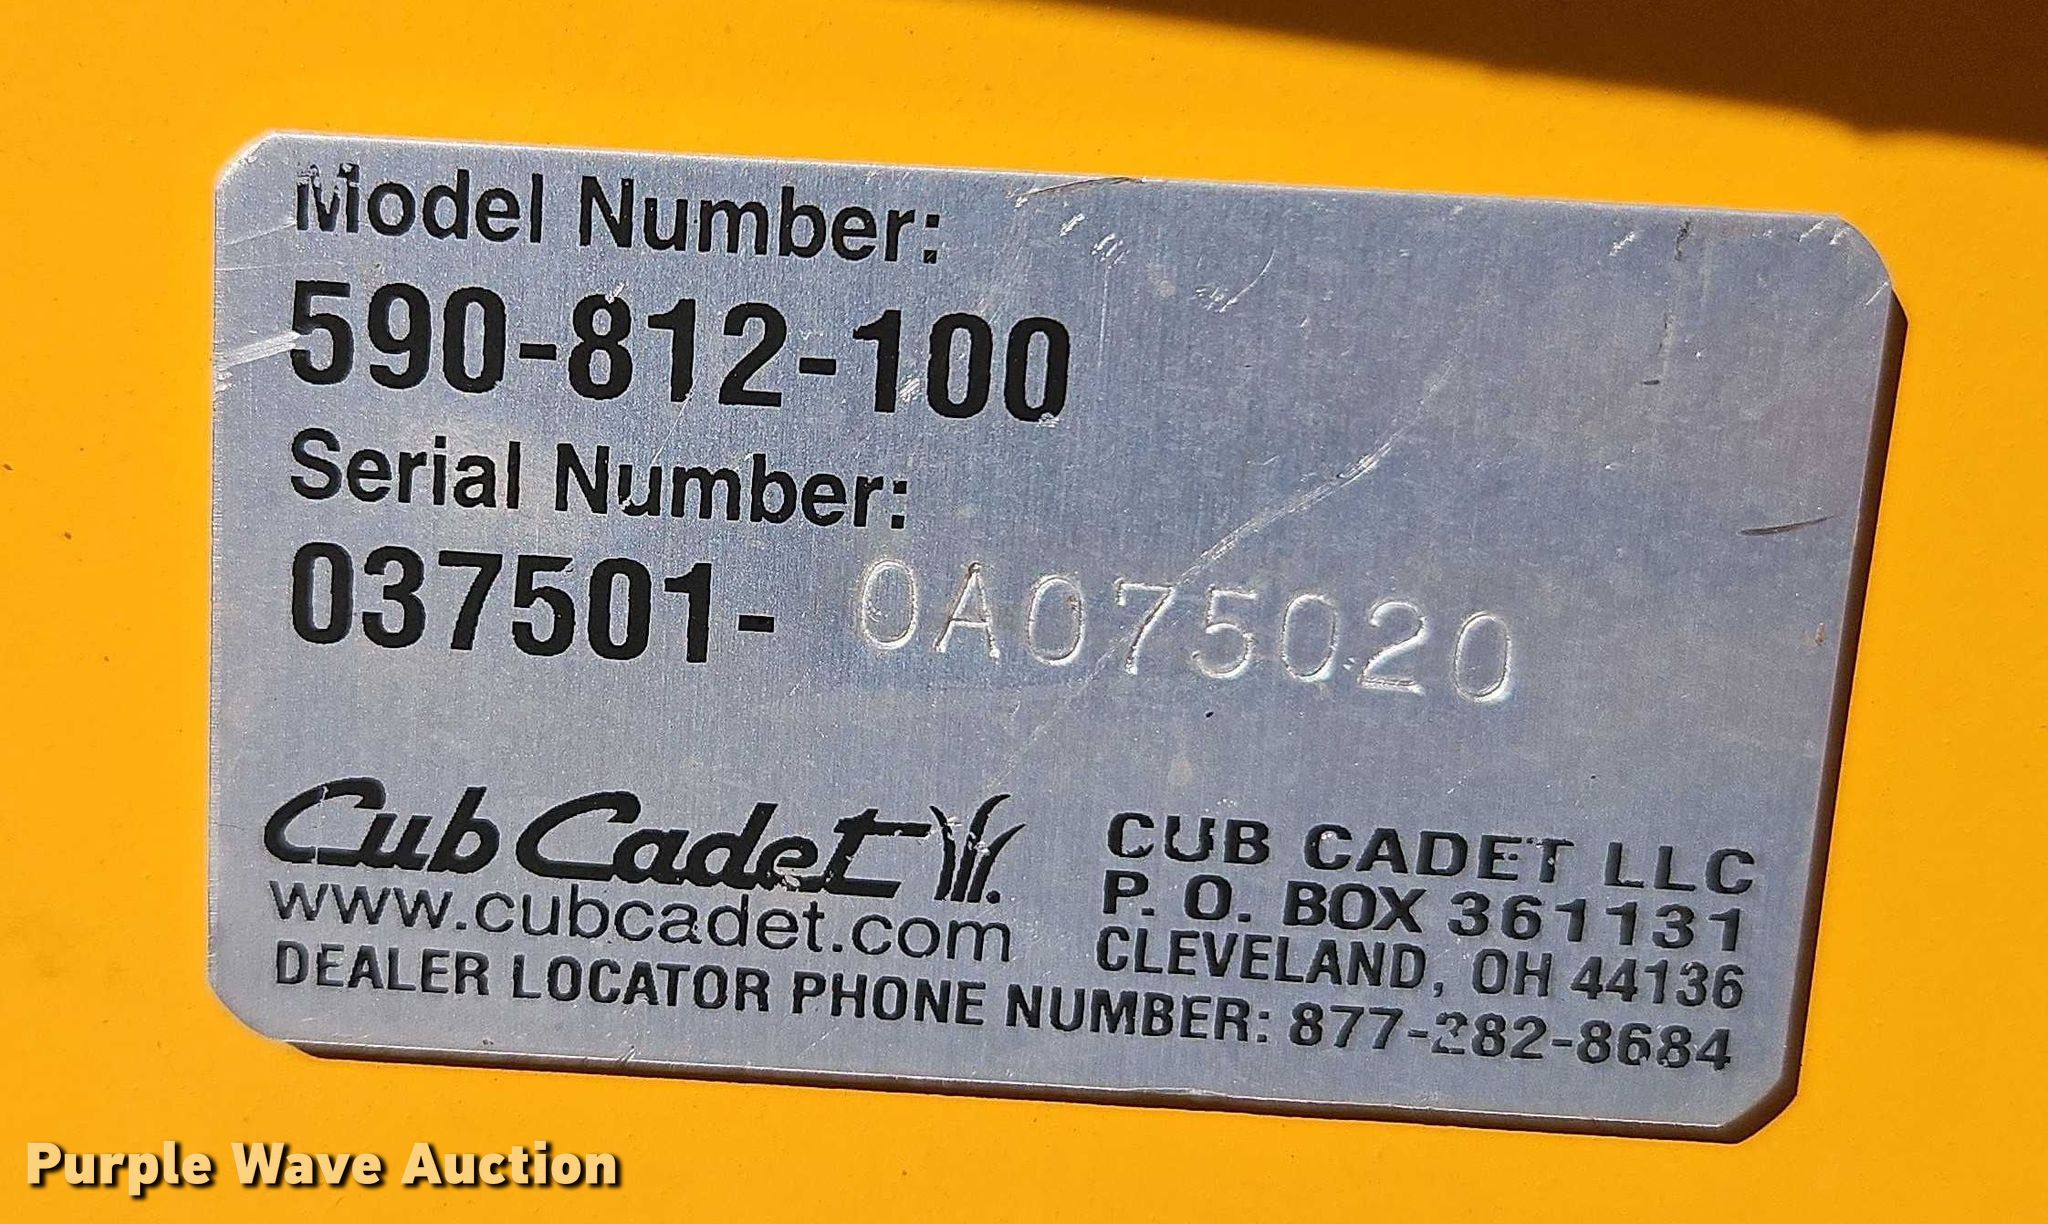 Model Number:
590-812-100
Serial Number:
037501- 0A075020
Cub Cadet
www.cubcadet.com
CUB CADET LLC
P. O. BOX 361131
CLEVELAND, OH 44136
DEALER LOCATOR PHONE NUMBER: 877-282-8684
Purple Wave Auction